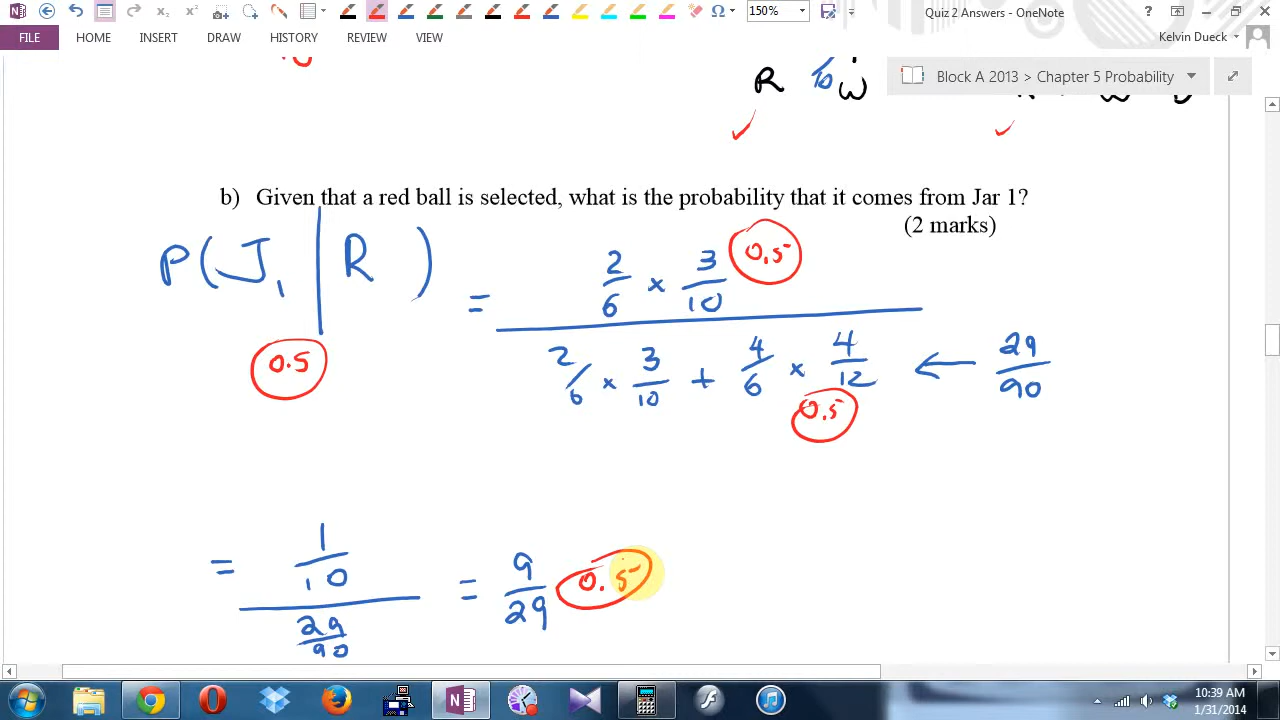 150%
Quiz 2 Answers - OneNote
FILE HOME INSERT DRAW HISTORY REVIEW VIEW
Kelvin Dueck
R W
Block A 2013 > Chapter 5 Probability
b) Given that a red ball is selected, what is the probability that it comes from Jar 1?
(2 marks)
P(J₁ | R) = (2/6 × 3/10) / (2/6 × 3/10 + 4/6 × 4/12) ← 29/90
0.5
0.5
0.5
= (1/10) / (29/90) = 9/29
0.5
10:39 AM
1/31/2014